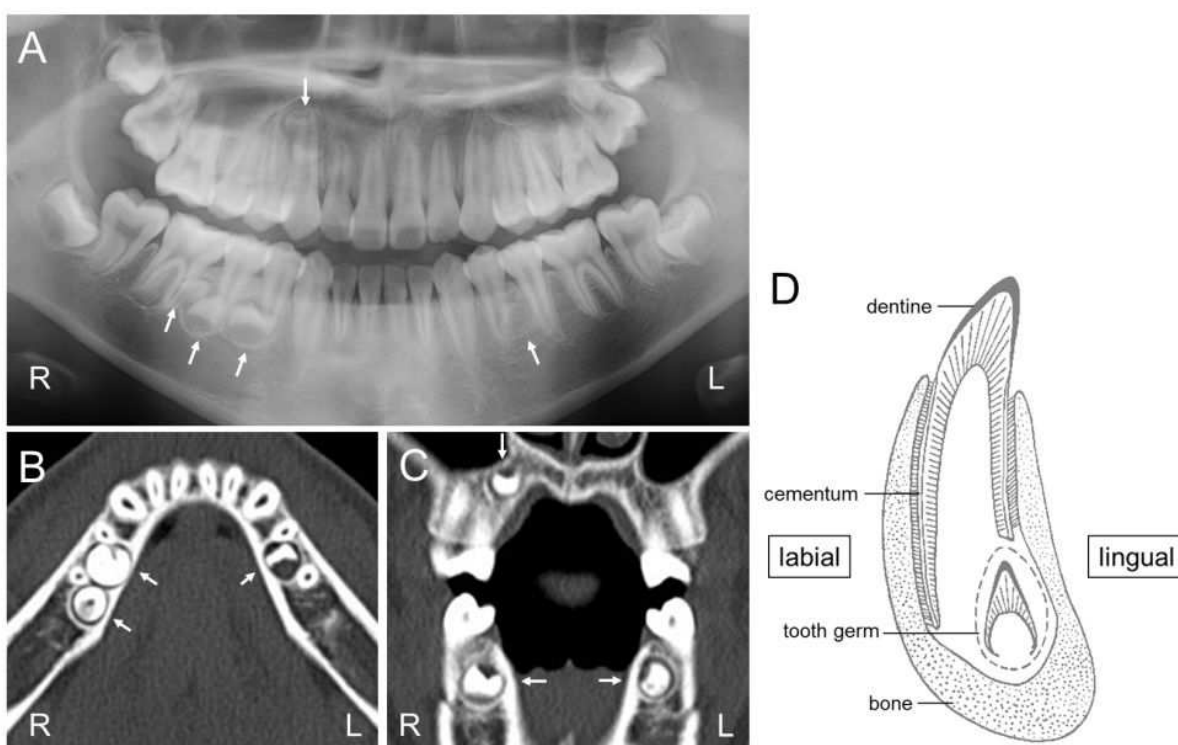 A
R
L
B
R
L
C
R
L
D
dentine
cementum
labial
lingual
tooth germ
bone